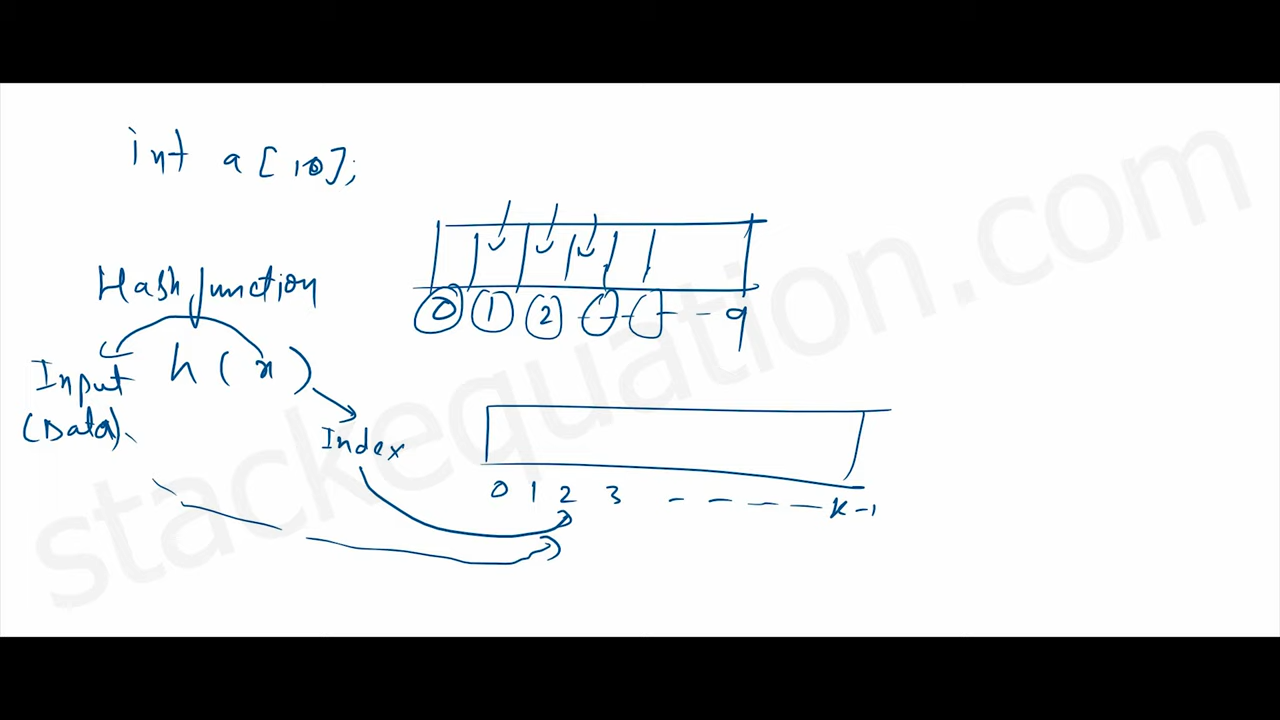 int a[10];
Hash function
0 1 2 - - - - 9
h(x)
Input
(Data)
Index
0 1 2 3 - - - - - K-1
stackequation.com